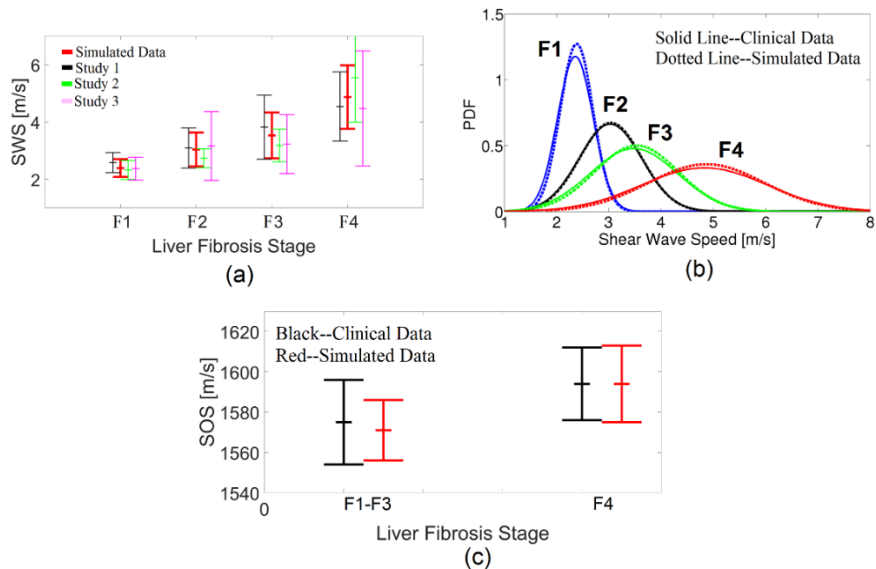 Simulated Data
Study 1
Study 2
Study 3
SWS [m/s]
6
4
2
F1 F2 F3 F4
Liver Fibrosis Stage
(a)
Solid Line--Clinical Data
Dotted Line--Simulated Data
F1
F2
F3
F4
PDF
1.5
1
0.5
0
1 2 3 4 5 6 7 8
Shear Wave Speed [m/s]
(b)
Black--Clinical Data
Red--Simulated Data
SOS [m/s]
1620
1600
1580
1560
1540
0 F1-F3 F4
Liver Fibrosis Stage
(c)